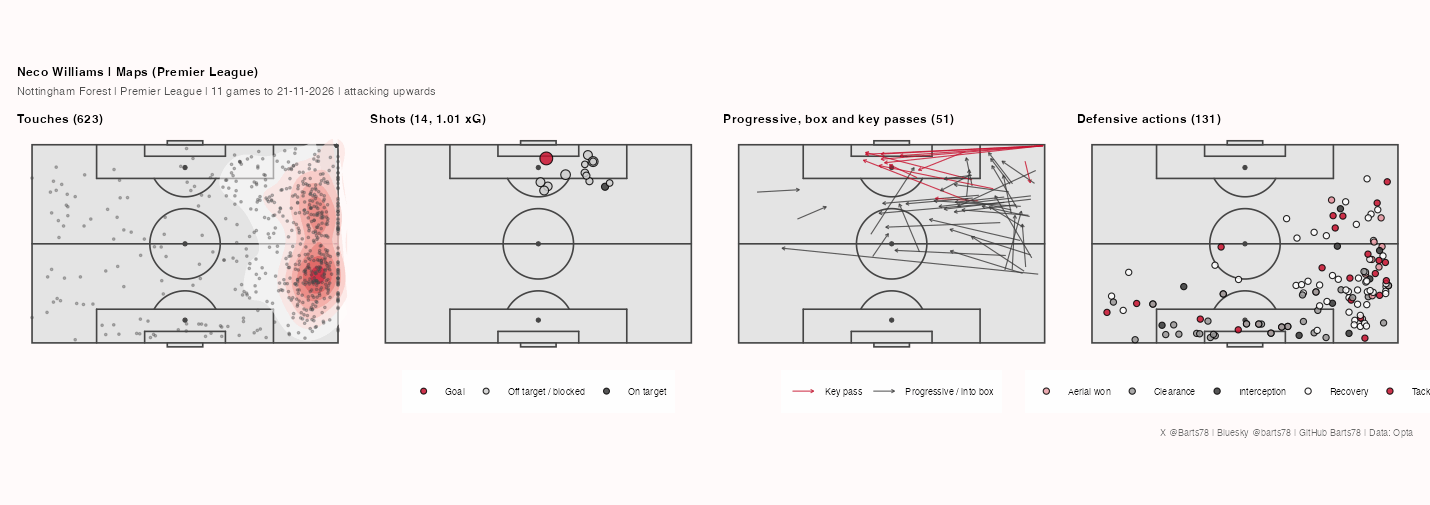 Neco Williams | Maps (Premier League)
Nottingham Forest | Premier League | 11 games to 21-11-2026 | attacking upwards
Touches (623)
Shots (14, 1.01 xG)
Progressive, box and key passes (51)
Defensive actions (131)
Goal
Off target / blocked
On target
Key pass
Progressive / Into box
Aerial won
Clearance
Interception
Recovery
Tack
X @Barts78 | Bluesky @barts78 | GitHub Barts78 | Data: Opta